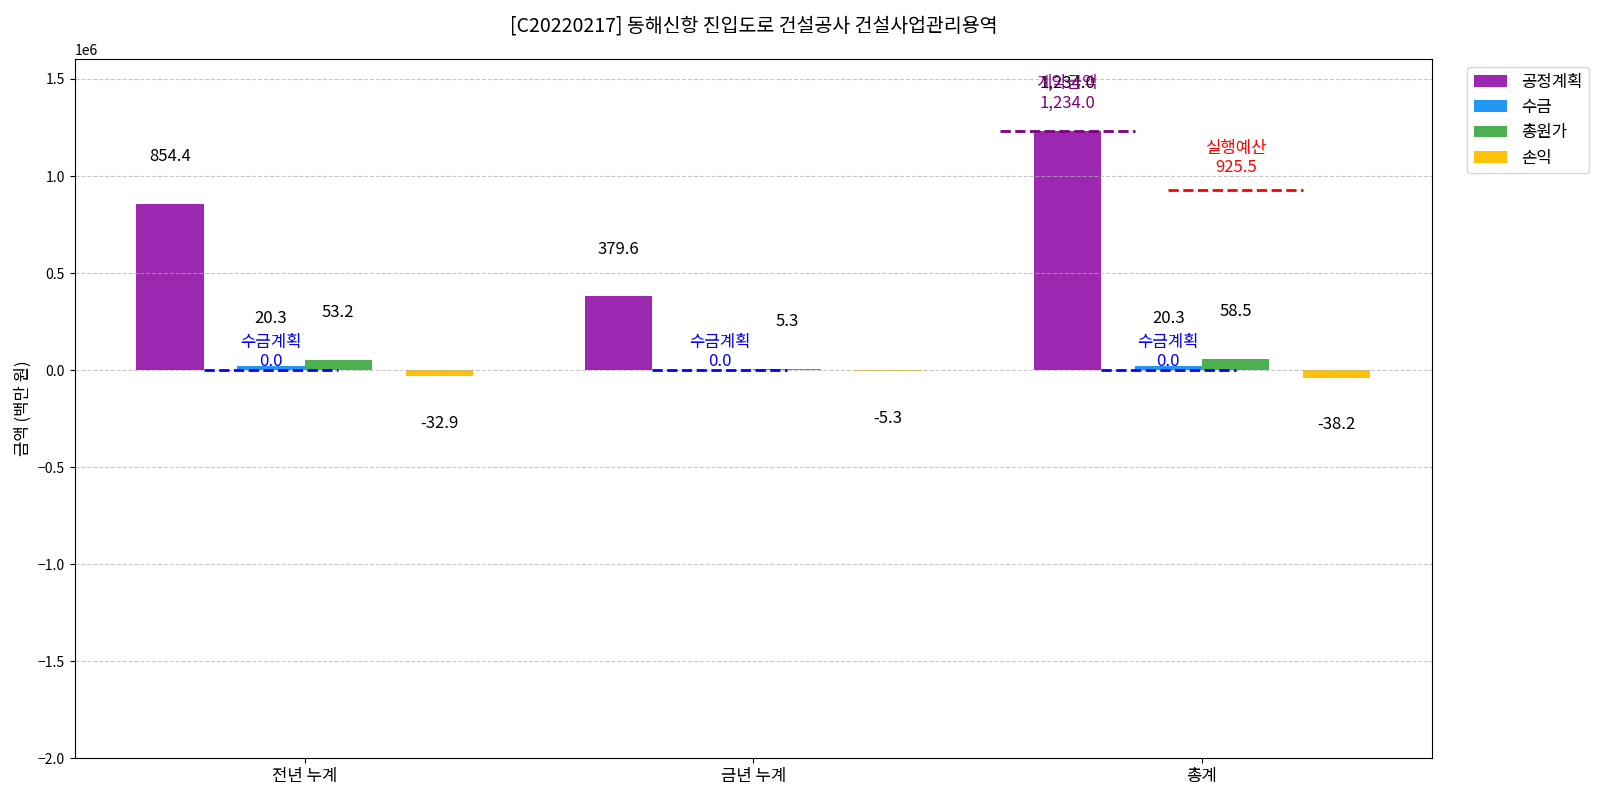 [C20220217] 동해신항 진입도로 건설공사 건설사업관리용역
1e6
공정계획
수금
총원가
손익
1.5
1.0
0.5
0.0
−0.5
−1.0
−1.5
−2.0
금액 (백만 원)
854.4
20.3
53.2
수금계획
0.0
-32.9
379.6
5.3
수금계획
0.0
-5.3
1,234.0
1,234.0
실행예산
925.5
20.3
58.5
수금계획
0.0
-38.2
전년 누계
금년 누계
총계